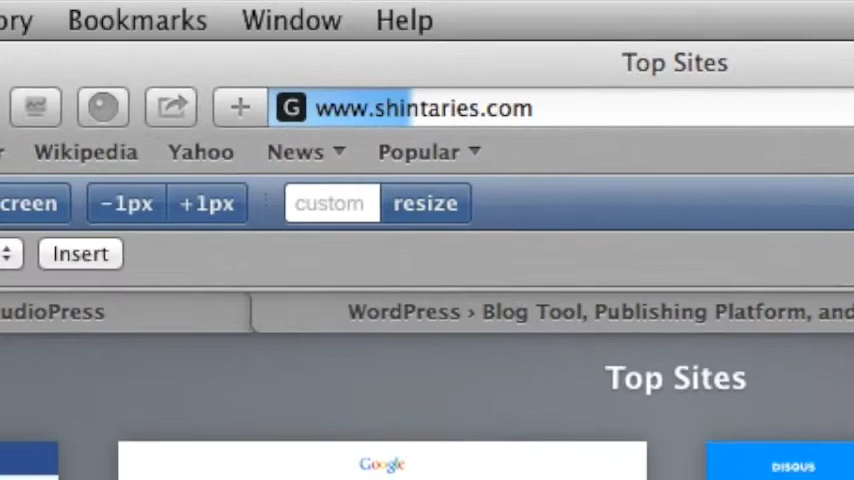 ory Bookmarks Window Help
Top Sites
G www.shintaries.com
r Wikipedia Yahoo News Popular
creen -1px +1px custom resize
Insert
udioPress WordPress › Blog Tool, Publishing Platform, and
Top Sites
Google DISQUS